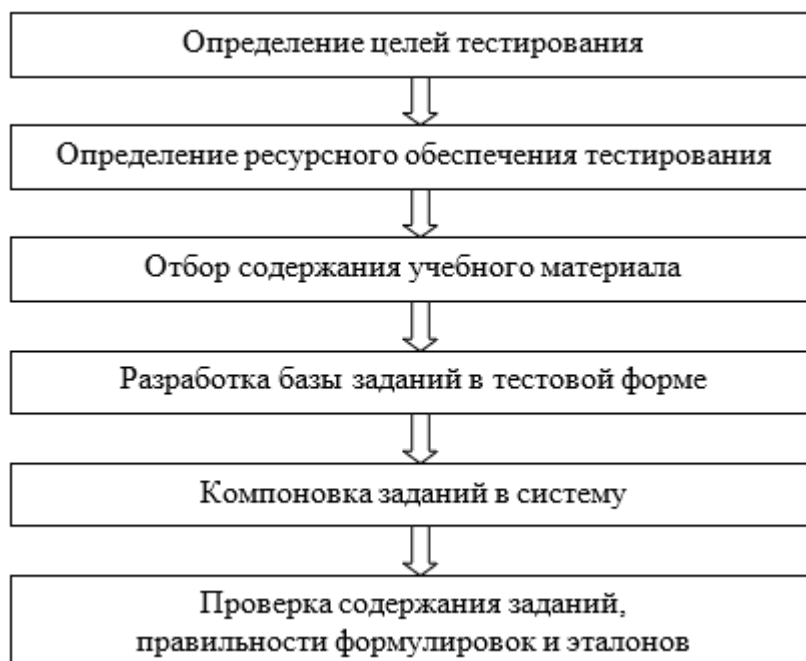 Определение целей тестирования
Определение ресурсного обеспечения тестирования
Отбор содержания учебного материала
Разработка базы заданий в тестовой форме
Компоновка заданий в систему
Проверка содержания заданий,
правильности формулировок и эталонов